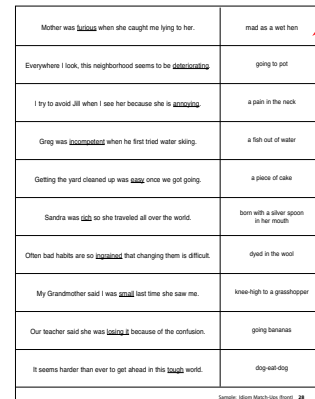 Mother was furious when she caught me lying to her.
mad as a wet hen
Everywhere I look, this neighborhood seems to be deteriorating.
going to pot
I try to avoid Jill when I see her because she is annoying.
a pain in the neck
Greg was incompetent when he first tried water skiing.
a fish out of water
Getting the yard cleaned up was easy once we got going.
a piece of cake
Sandra was rich so she traveled all over the world.
born with a silver spoon
in her mouth
Often bad habits are so ingrained that changing them is difficult.
dyed in the wool
My Grandmother said I was small last time she saw me.
knee-high to a grasshopper
Our teacher said she was losing it because of the confusion.
going bananas
It seems harder than ever to get ahead in this tough world.
dog-eat-dog
Sample: Idiom Match-Ups (front) 28